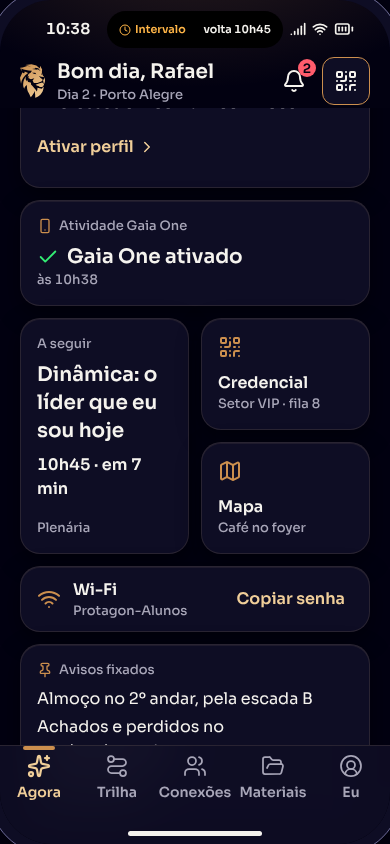 10:38
Intervalo volta 10h45
Bom dia, Rafael
Dia 2 · Porto Alegre
2
Ativar perfil
Atividade Gaia One
Gaia One ativado
às 10h38
A seguir
Dinâmica: o
líder que eu
sou hoje
10h45 · em 7
min
Plenária
Credencial
Setor VIP · fila 8
Mapa
Café no foyer
Wi-Fi
Protagon-Alunos
Copiar senha
Avisos fixados
Almoço no 2º andar, pela escada B
Achados e perdidos no
Agora
Trilha
Conexões
Materiais
Eu